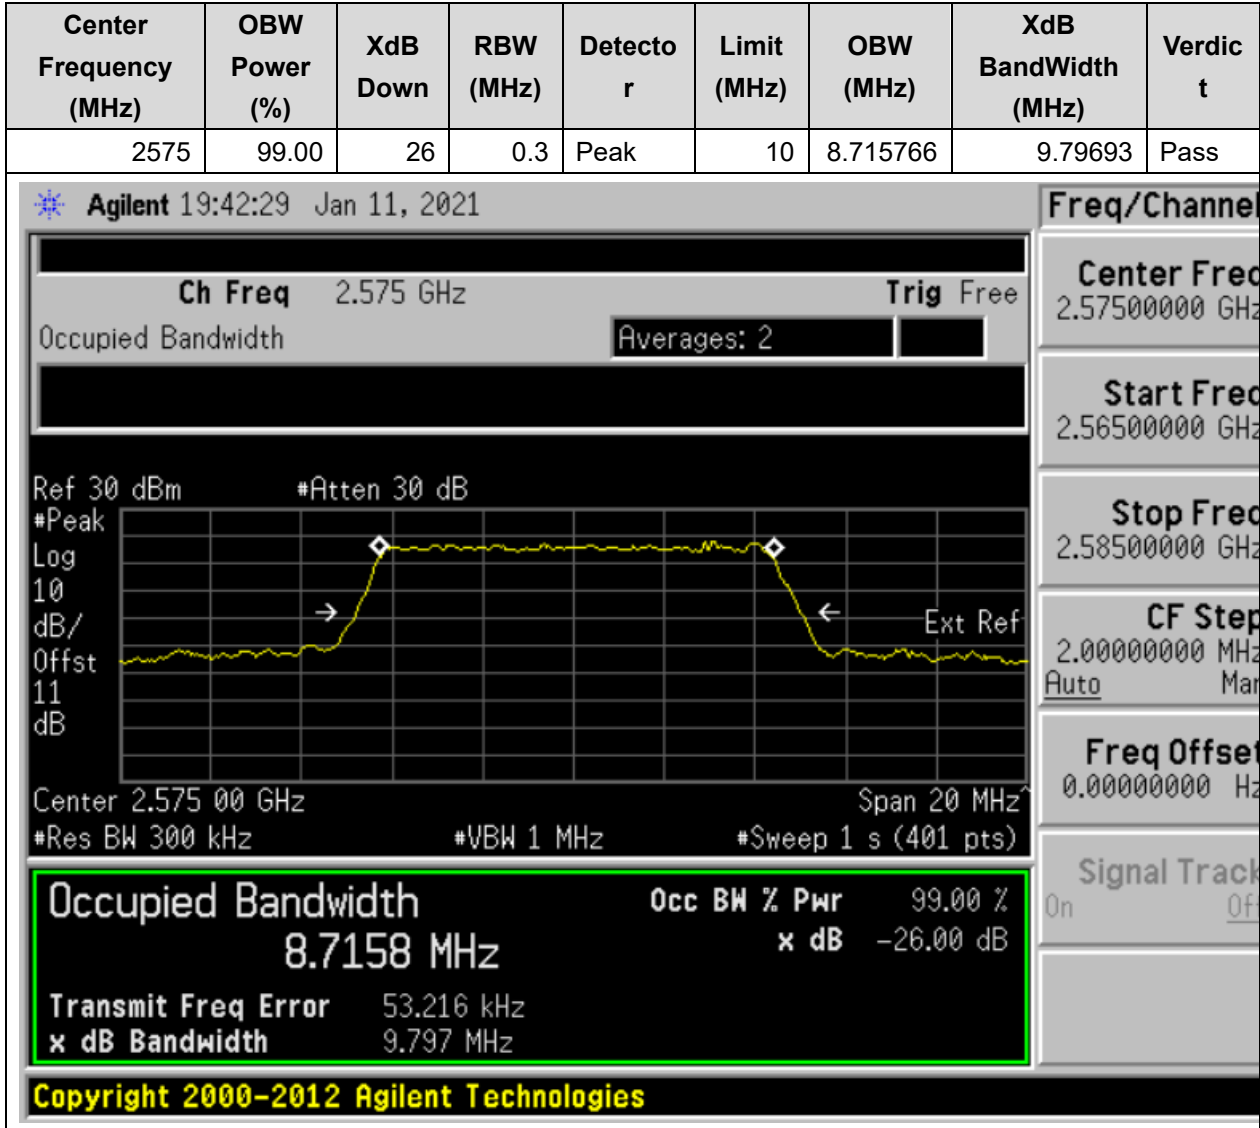 Center Frequency (MHz) OBW Power (%) XdB Down RBW (MHz) Detecto r Limit (MHz) OBW (MHz) XdB BandWidth (MHz) Verdic t
2575 99.00 26 0.3 Peak 10 8.715766 9.79693 Pass
Agilent 19:42:29 Jan 11, 2021
Freq/Channel
Ch Freq 2.575 GHz Trig Free
Occupied Bandwidth Averages: 2
Center Freq
2.57500000 GHz
Start Freq
2.56500000 GHz
Stop Freq
2.58500000 GHz
CF Step
2.00000000 MHz
Auto Man
Freq Offset
0.00000000 Hz
Signal Track
On Off
Ref 30 dBm #Atten 30 dB
#Peak
Log
10
dB/
Offst
11
dB
Ext Ref
Center 2.575 00 GHz Span 20 MHz^
#Res BW 300 kHz #VBW 1 MHz #Sweep 1 s (401 pts)
Occupied Bandwidth Occ BW % Pwr 99.00 %
8.7158 MHz x dB -26.00 dB
Transmit Freq Error 53.216 kHz
x dB Bandwidth 9.797 MHz
Copyright 2000-2012 Agilent Technologies